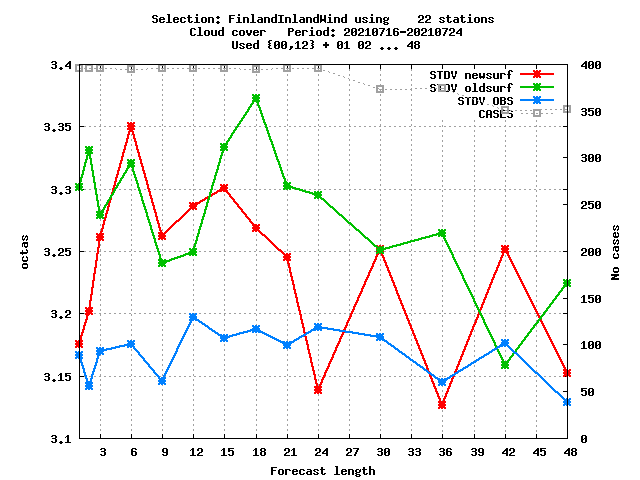 Selection: FinlandInlandWind using    22 stations
Cloud cover   Period: 20210716-20210724
Used {00,12} + 01 02 ... 48
3.4
3.35
3.3
3.25
3.2
3.15
3.1
octas
400
350
300
250
200
150
100
50
0
No cases
STDV newsurf
STDV oldsurf
STDV OBS
CASES
3 6 9 12 15 18 21 24 27 30 33 36 39 42 45 48
Forecast length